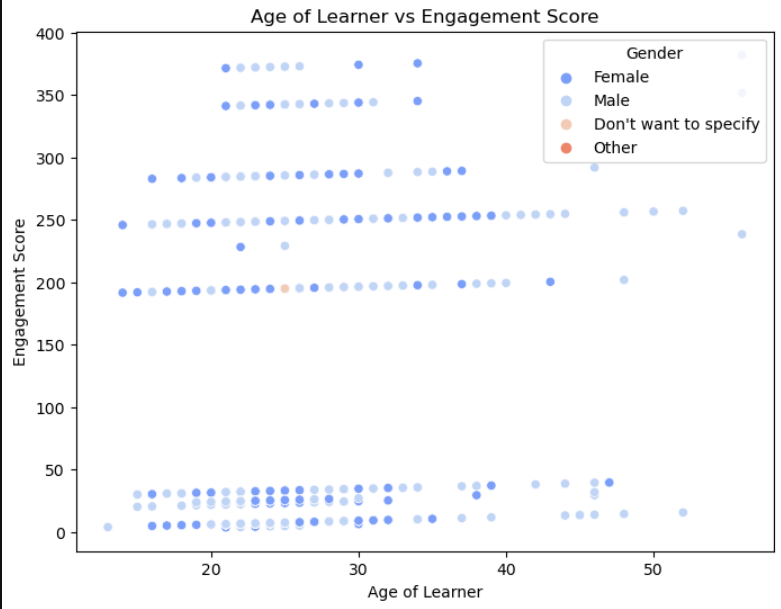 Age of Learner vs Engagement Score
400
350
300
250
200
150
100
50
0
Engagement Score
Gender
Female
Male
Don't want to specify
Other
20
30
40
50
Age of Learner